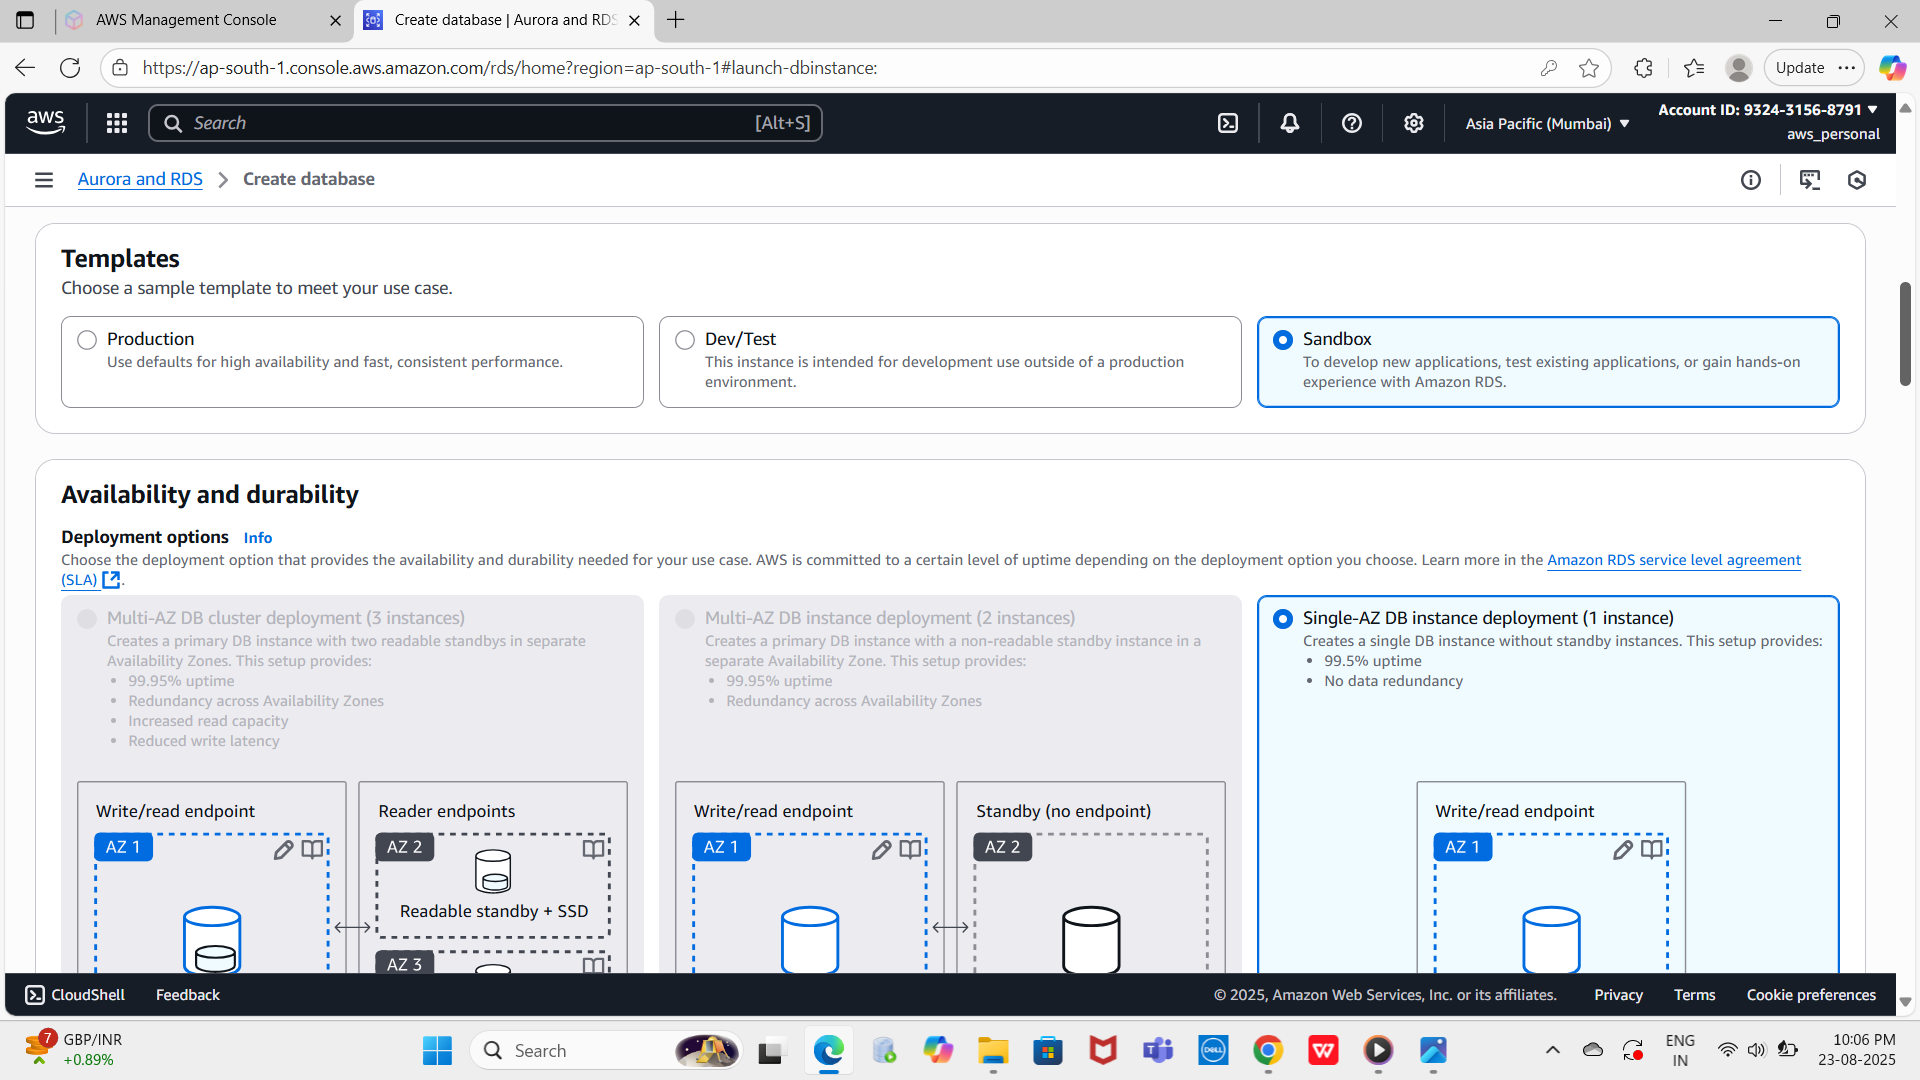 AWS Management Console
Create database | Aurora and RDS
https://ap-south-1.console.aws.amazon.com/rds/home?region=ap-south-1#launch-dbinstance:
Update
aws
Search
[Alt+S]
Asia Pacific (Mumbai)
Account ID: 9324-3156-8791
aws_personal
Aurora and RDS
Create database
Templates
Choose a sample template to meet your use case.
Production
Use defaults for high availability and fast, consistent performance.
Dev/Test
This instance is intended for development use outside of a production
environment.
Sandbox
To develop new applications, test existing applications, or gain hands-on
experience with Amazon RDS.
Availability and durability
Deployment options Info
Choose the deployment option that provides the availability and durability needed for your use case. AWS is committed to a certain level of uptime depending on the deployment option you choose. Learn more in the Amazon RDS service level agreement
(SLA).
Multi-AZ DB cluster deployment (3 instances)
Creates a primary DB instance with two readable standbys in separate
Availability Zones. This setup provides:
• 99.95% uptime
• Redundancy across Availability Zones
• Increased read capacity
• Reduced write latency
Write/read endpoint
AZ 1
Reader endpoints
AZ 2
Readable standby + SSD
AZ 3
Multi-AZ DB instance deployment (2 instances)
Creates a primary DB instance with a non-readable standby instance in a
separate Availability Zone. This setup provides:
• 99.95% uptime
• Redundancy across Availability Zones
Write/read endpoint
AZ 1
Standby (no endpoint)
AZ 2
Single-AZ DB instance deployment (1 instance)
Creates a single DB instance without standby instances. This setup provides:
• 99.5% uptime
• No data redundancy
Write/read endpoint
AZ 1
CloudShell
Feedback
© 2025, Amazon Web Services, Inc. or its affiliates.
Privacy
Terms
Cookie preferences
7
GBP/INR
+0.89%
Search
DELL
W
ENG
IN
10:06 PM
23-08-2025